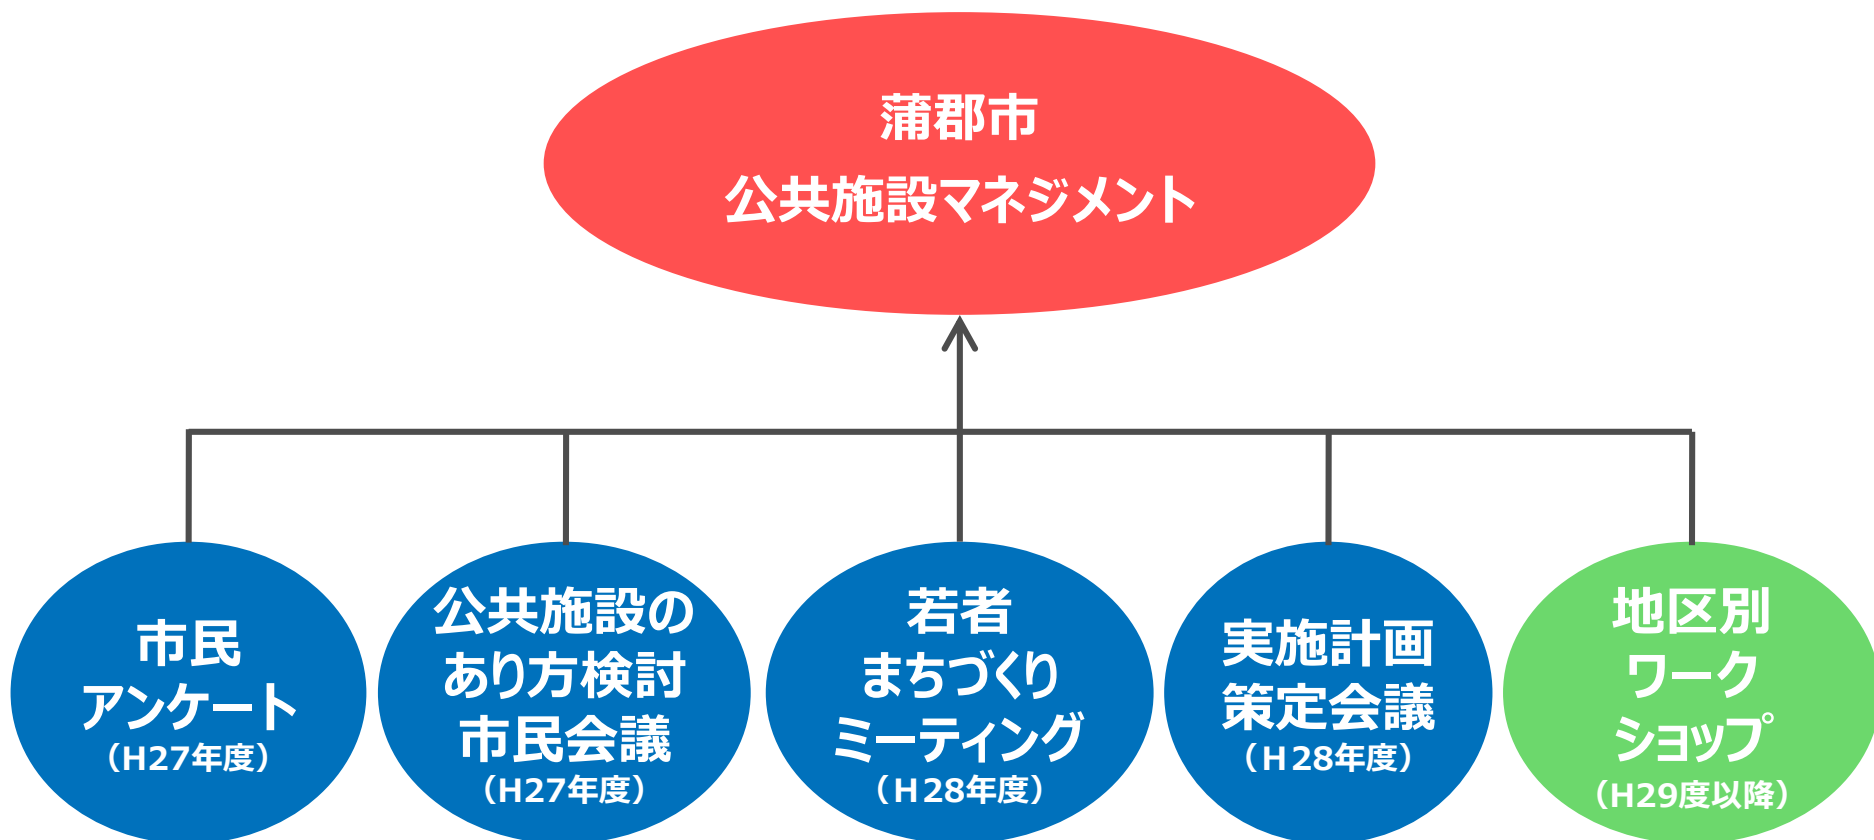 蒲郡市
公共施設マネジメント
市民
アンケート
（H27年度）
公共施設の
あり方検討
市民会議
（H27年度）
若者
まちづくり
ミーティング
（Ｈ28年度）
実施計画
策定会議
（Ｈ28年度）
地区別
ワーク
ショップ
（H29度以降）